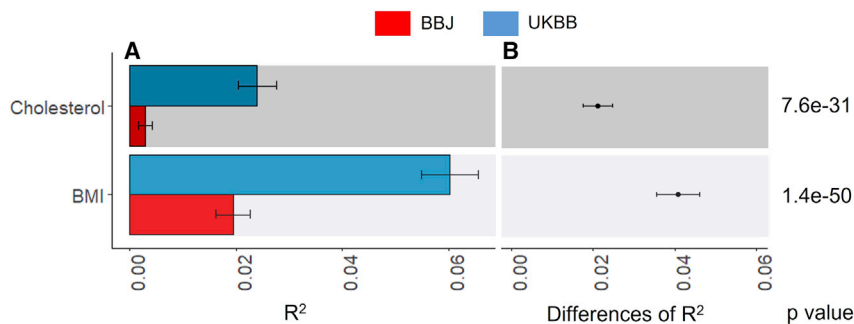 BBJ UKBB
A B
Cholesterol 7.6e-31
BMI 1.4e-50
0.00 0.02 0.04 0.06 0.00 0.02 0.04 0.06
R² Differences of R² p value